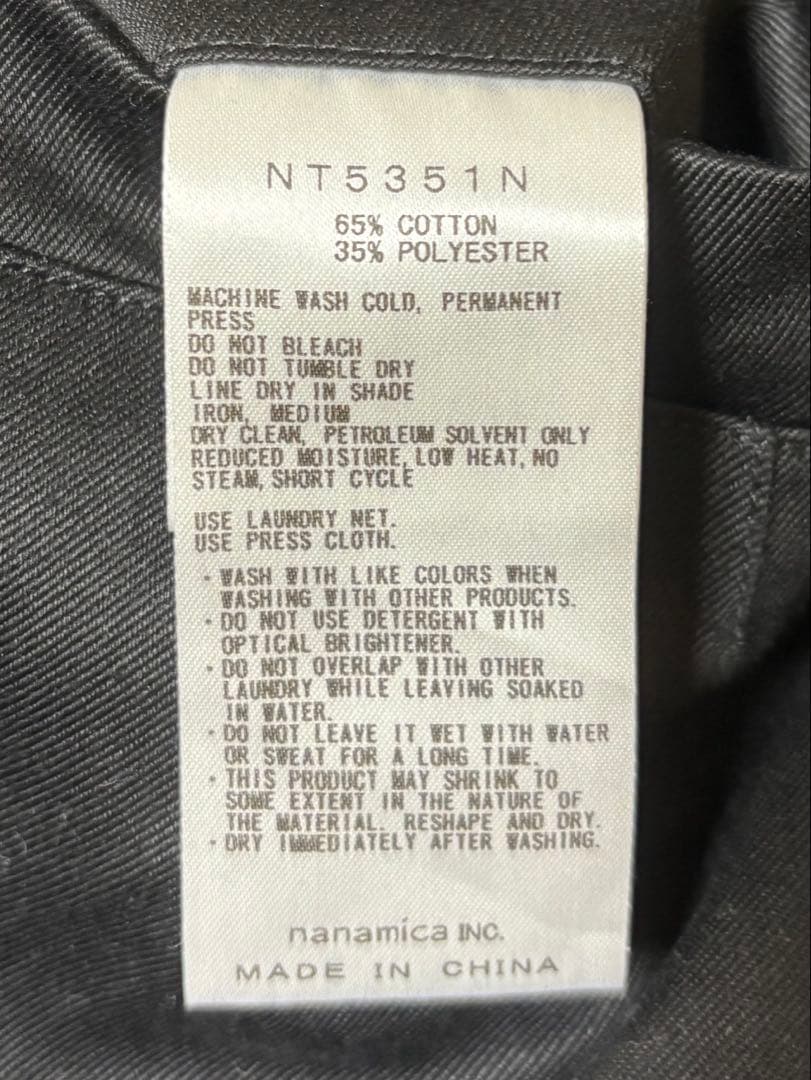 NT5351N
65% COTTON
35% POLYESTER
MACHINE WASH COLD, PERMANENT
PRESS
DO NOT BLEACH
DO NOT TUMBLE DRY
LINE DRY IN SHADE
IRON, MEDIUM
DRY CLEAN, PETROLEUM SOLVENT ONLY
REDUCED MOISTURE, LOW HEAT, NO
STEAM, SHORT CYCLE
USE LAUNDRY NET.
USE PRESS CLOTH.
・WASH WITH LIKE COLORS WHEN
WASHING WITH OTHER PRODUCTS.
・DO NOT USE DETERGENT WITH
OPTICAL BRIGHTENER.
・DO NOT OVERLAP WITH OTHER
LAUNDRY WHILE LEAVING SOAKED
IN WATER.
・DO NOT LEAVE IT WET WITH WATER
OR SWEAT FOR A LONG TIME.
・THIS PRODUCT MAY SHRINK TO
SOME EXTENT IN THE NATURE OF
THE MATERIAL. RESHAPE AND DRY.
・DRY IMMEDIATELY AFTER WASHING.
nanamica INC.
MADE IN CHINA